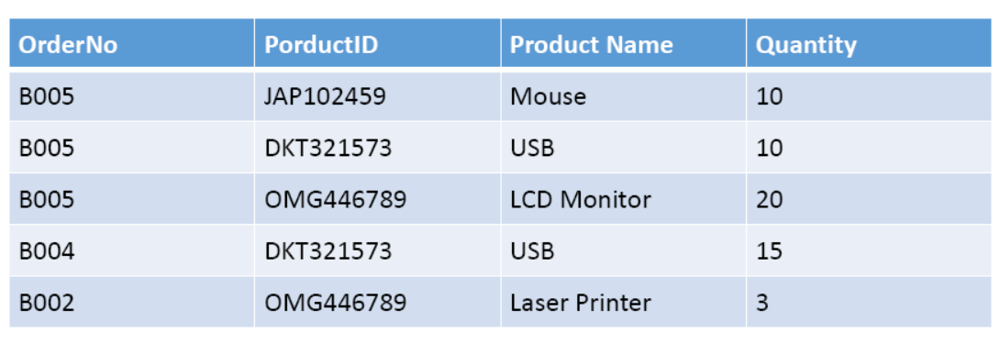 OrderNo PorductID Product Name Quantity
B005 JAP102459 Mouse 10
B005 DKT321573 USB 10
B005 OMG446789 LCD Monitor 20
B004 DKT321573 USB 15
B002 OMG446789 Laser Printer 3